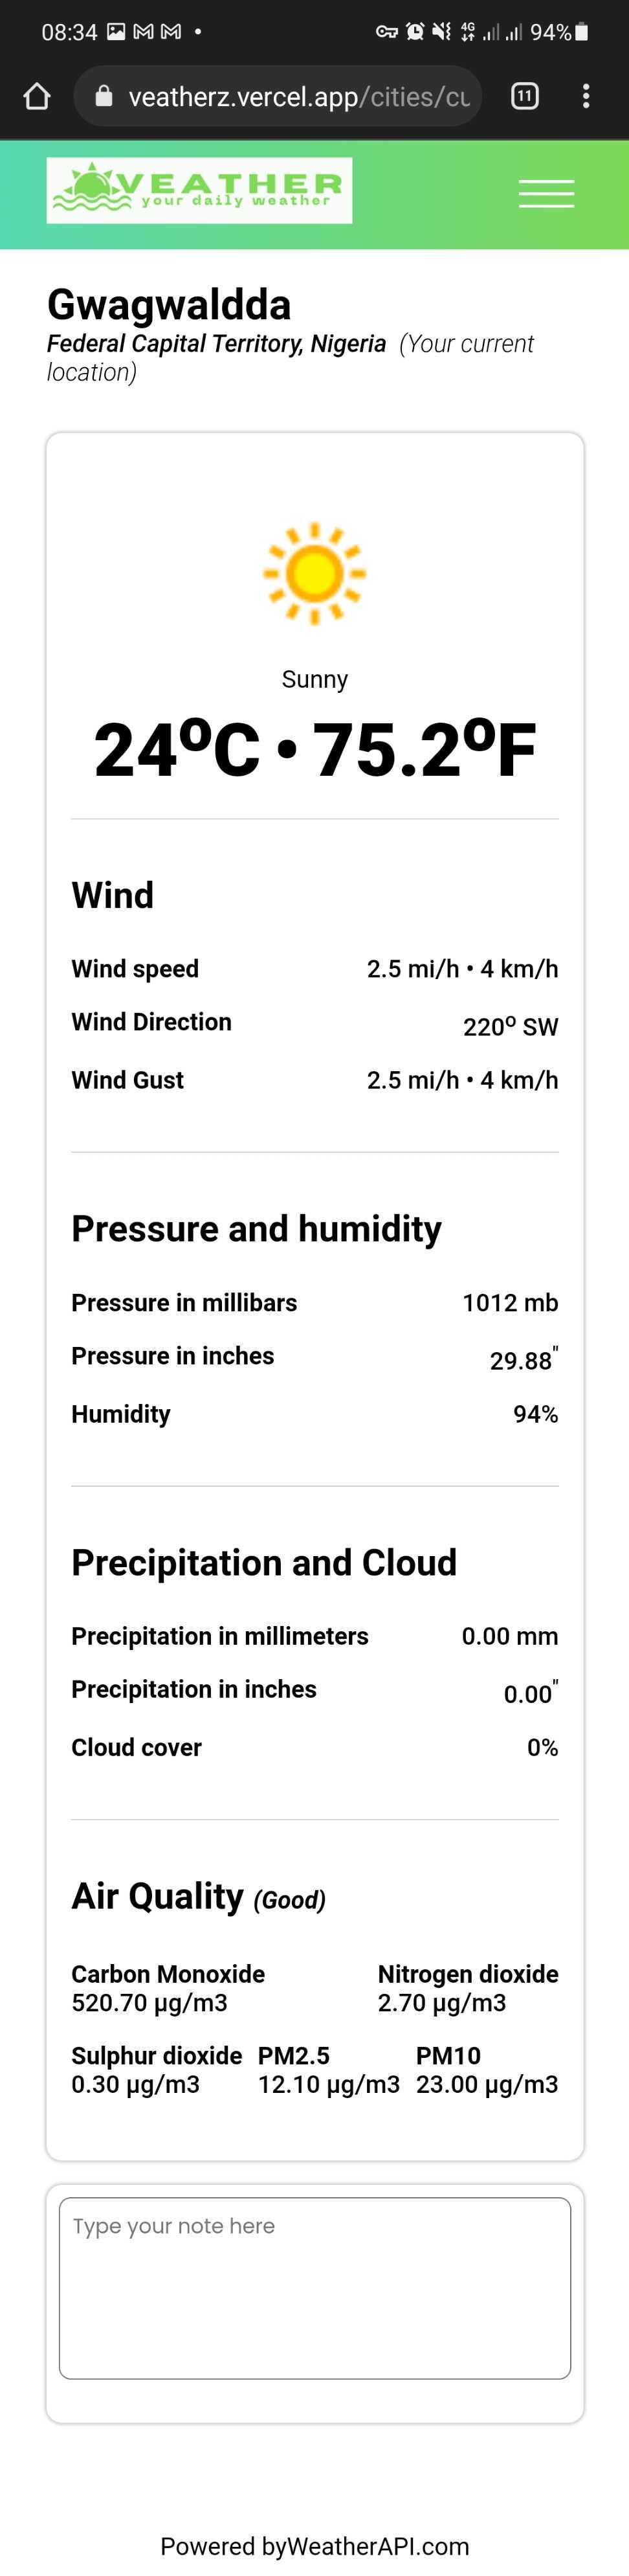 08:34
4G
94%
veatherz.vercel.app/cities/cu
11
VEATHER
your daily weather
Gwagwaldda
Federal Capital Territory, Nigeria (Your current
location)
Sunny
24ºC • 75.2ºF
Wind
Wind speed 2.5 mi/h • 4 km/h
Wind Direction 220º SW
Wind Gust 2.5 mi/h • 4 km/h
Pressure and humidity
Pressure in millibars 1012 mb
Pressure in inches 29.88"
Humidity 94%
Precipitation and Cloud
Precipitation in millimeters 0.00 mm
Precipitation in inches 0.00"
Cloud cover 0%
Air Quality (Good)
Carbon Monoxide Nitrogen dioxide
520.70 μg/m3 2.70 μg/m3
Sulphur dioxide PM2.5 PM10
0.30 μg/m3 12.10 μg/m3 23.00 μg/m3
Type your note here
Powered byWeatherAPI.com